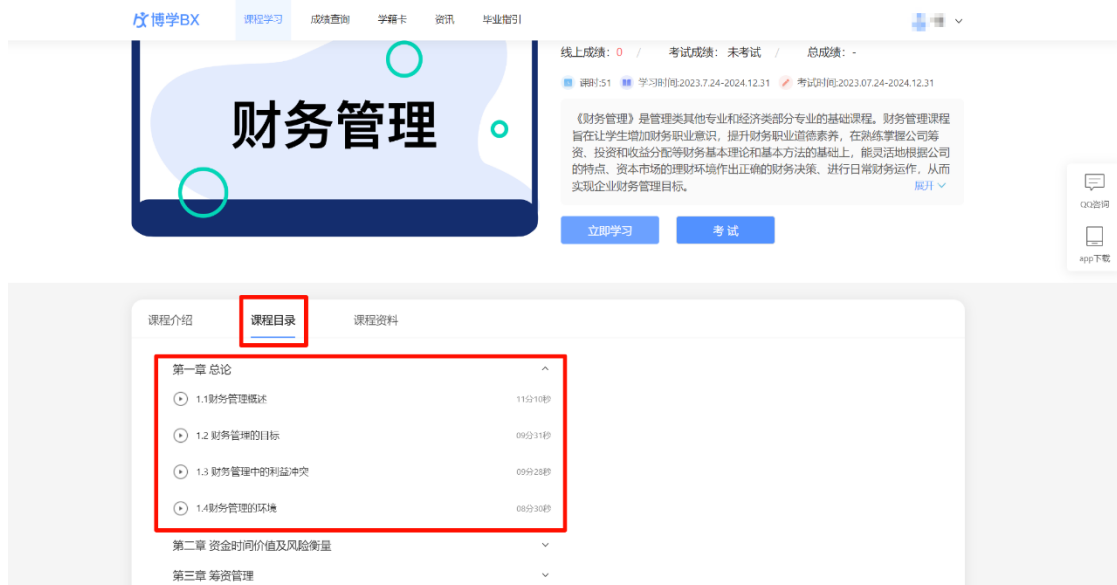 博学BX 课程学习 成绩查询 学籍卡 资讯 毕业指引
财务管理
线上成绩: 0 / 考试成绩: 未考试 / 总成绩: -
课时:51 学习时间:2023.7.24-2024.12.31 考试时间:2023.07.24-2024.12.31
《财务管理》是管理类其他专业和经济类部分专业的基础课程。财务管理课程
旨在让学生增加财务职业意识，提升财务职业道德素养，在熟练掌握公司筹
资、投资和收益分配等财务基本理论和基本方法的基础上，能灵活地根据公司
的特点、资本市场的理财环境作出正确的财务决策、进行日常财务运作，从而
实现企业财务管理目标。 展开
立即学习 考 试
QQ咨询
app下载
课程介绍 课程目录 课程资料
第一章 总论
1.1财务管理概述 11分10秒
1.2 财务管理的目标 09分31秒
1.3 财务管理中的利益冲突 09分28秒
1.4财务管理的环境 08分30秒
第二章 资金时间价值及风险衡量
第三章 筹资管理